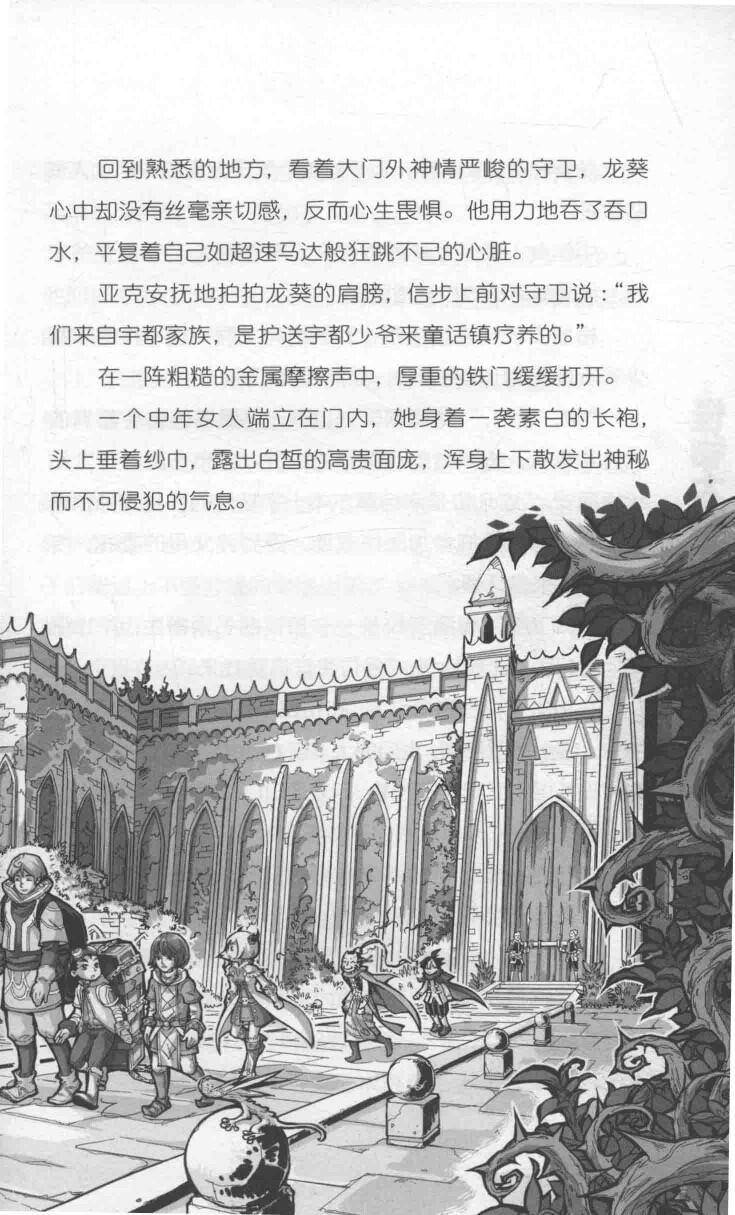 回到熟悉的地方，看着大门外神情严峻的守卫，龙葵
心中却没有丝毫亲切感，反而心生畏惧。他用力地吞了吞口
水，平复着自己如超速马达般狂跳不已的心脏。
亚克安抚地拍拍龙葵的肩膀，信步上前对守卫说：“我
们来自宇都家族，是护送宇都少爷来童话镇疗养的。”
在一阵粗糙的金属摩擦声中，厚重的铁门缓缓打开。
一个中年女人端立在门内，她身着一袭素白的长袍，
头上垂着纱巾，露出白皙的高贵面庞，浑身上下散发出神秘
而不可侵犯的气息。